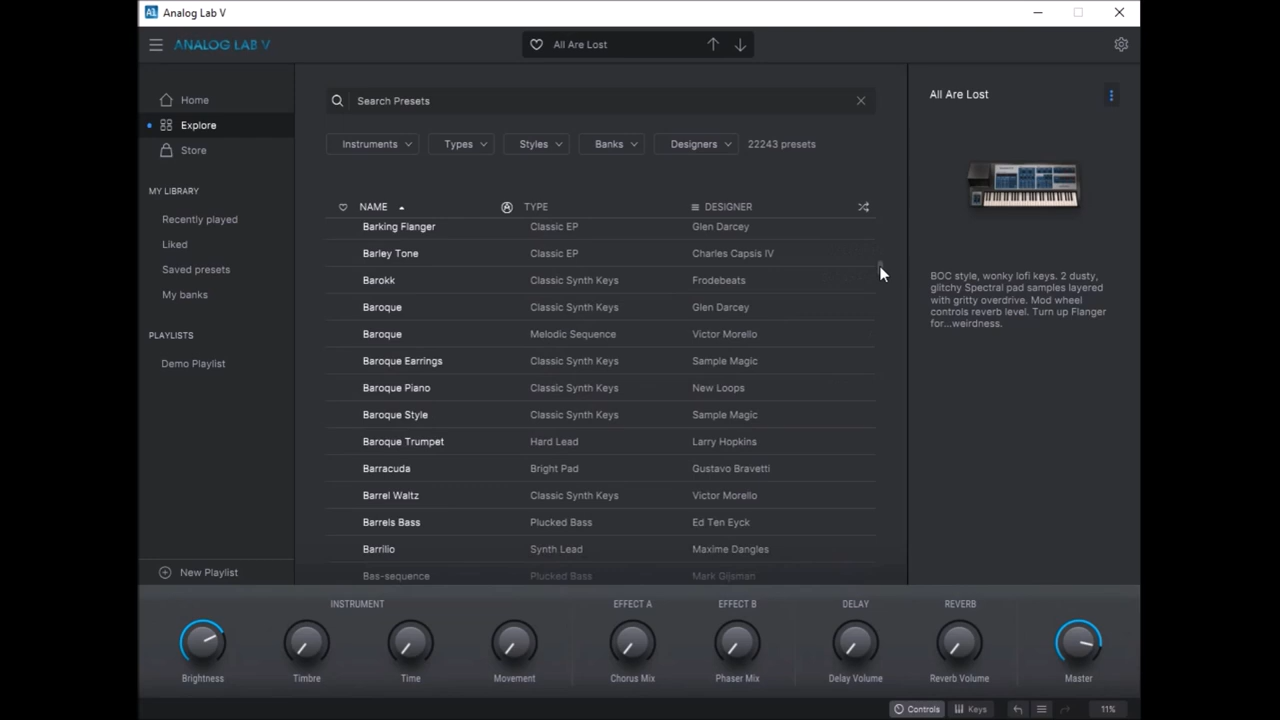 Analog Lab V
ANALOG LAB V
All Are Lost
Home
Explore
Store
MY LIBRARY
Recently played
Liked
Saved presets
My banks
PLAYLISTS
Demo Playlist
New Playlist
Search Presets
Instruments Types Styles Banks Designers 22243 presets
NAME TYPE DESIGNER
Barking Flanger Classic EP Glen Darcey
Barley Tone Classic EP Charles Capsis IV
Barokk Classic Synth Keys Frodebeats
Baroque Classic Synth Keys Glen Darcey
Baroque Melodic Sequence Victor Morello
Baroque Earrings Classic Synth Keys Sample Magic
Baroque Piano Classic Synth Keys New Loops
Baroque Style Classic Synth Keys Sample Magic
Baroque Trumpet Hard Lead Larry Hopkins
Barracuda Bright Pad Gustavo Bravetti
Barrel Waltz Classic Synth Keys Victor Morello
Barrels Bass Plucked Bass Ed Ten Eyck
Barrilio Synth Lead Maxime Dangles
Bas-sequence Plucked Bass Mark Gijsman
All Are Lost
BOC style, wonky lofi keys. 2 dusty,
glitchy Spectral pad samples layered
with gritty overdrive. Mod wheel
controls reverb level. Turn up Flanger
for...weirdness.
INSTRUMENT EFFECT A EFFECT B DELAY REVERB
Brightness Timbre Time Movement Chorus Mix Phaser Mix Delay Volume Reverb Volume Master
Controls Keys 11%